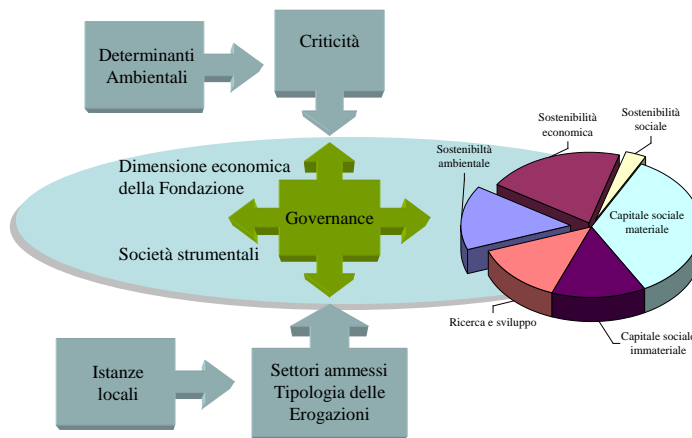 Determinanti
Ambientali
Criticità
Dimensione economica
della Fondazione
Governance
Società strumentali
Istanze
locali
Settori ammessi
Tipologia delle
Erogazioni
Sostenibiltà
ambientale
Sostenibilità
economica
Sostenibilità
sociale
Capitale sociale
materiale
Ricerca e sviluppo
Capitale sociale
immateriale